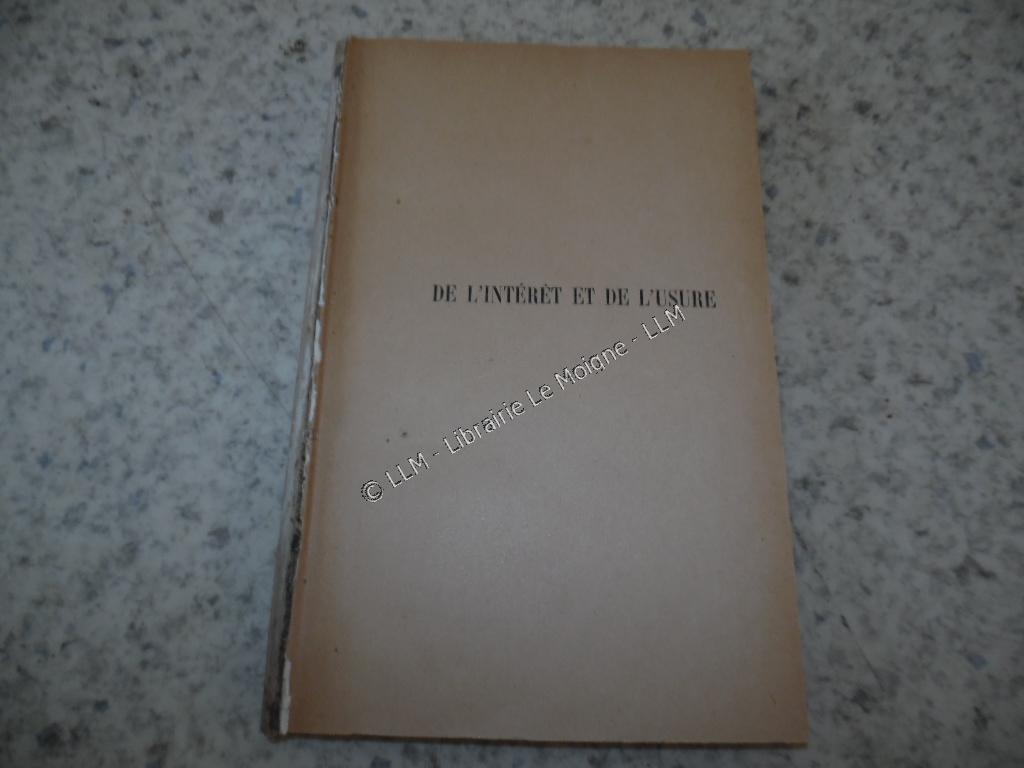 DE L'INTÉRÊT ET DE L'USURE
© LLM - Librairie Le Moigne - LLM